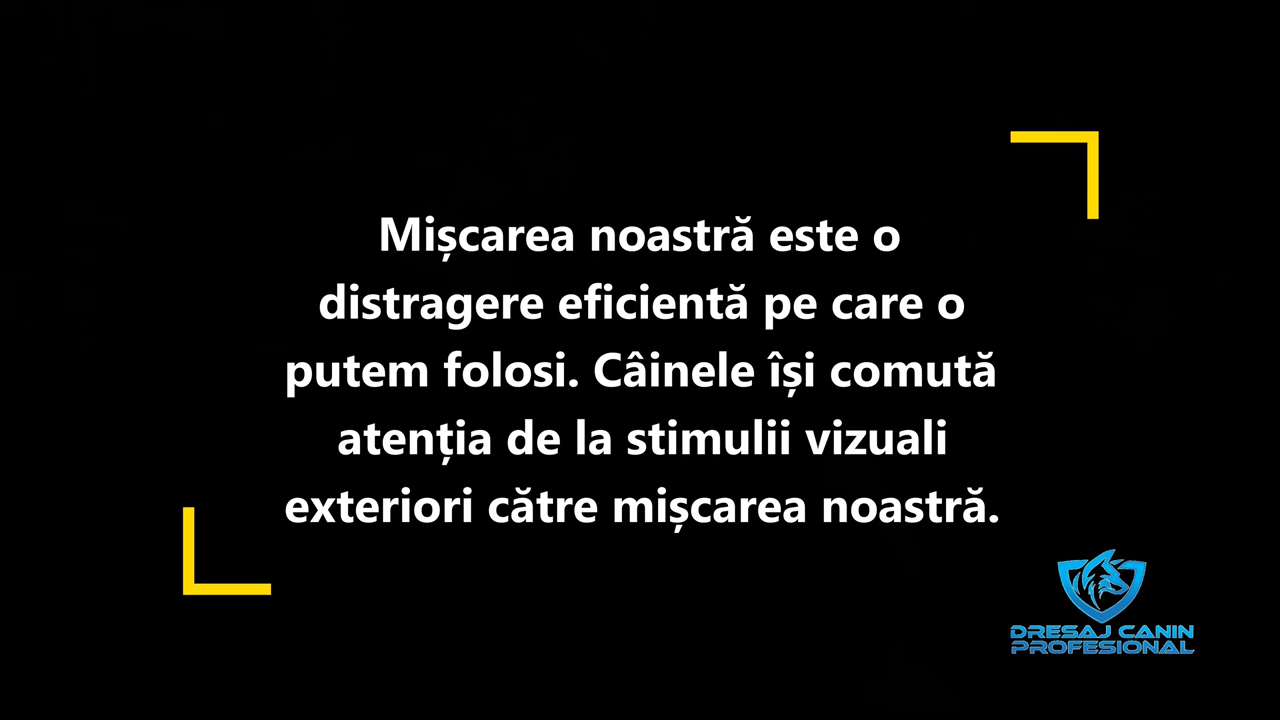 Mișcarea noastră este o
distragere eficientă pe care o
putem folosi. Câinele își comută
atenția de la stimulii vizuali
exteriori către mișcarea noastră.
DRESAJ CANIN
PROFESIONAL